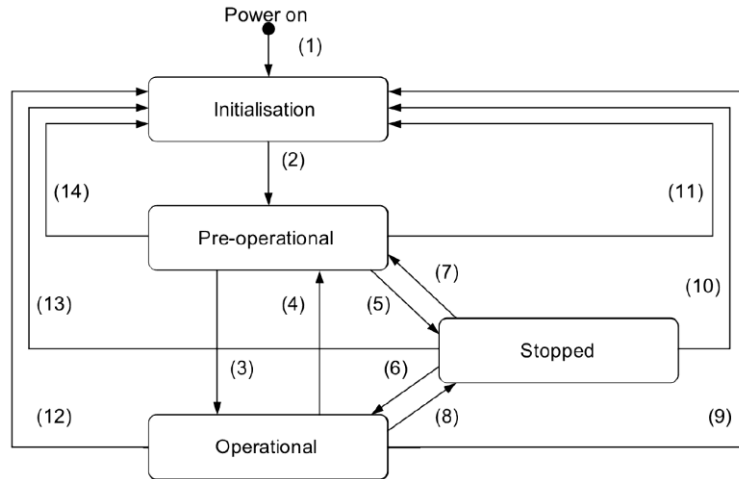 Power on
(1)
Initialisation
(2)
(14)
(11)
Pre-operational
(7)
(13)
(4)
(5)
(10)
Stopped
(3)
(6)
(12)
(8)
(9)
Operational